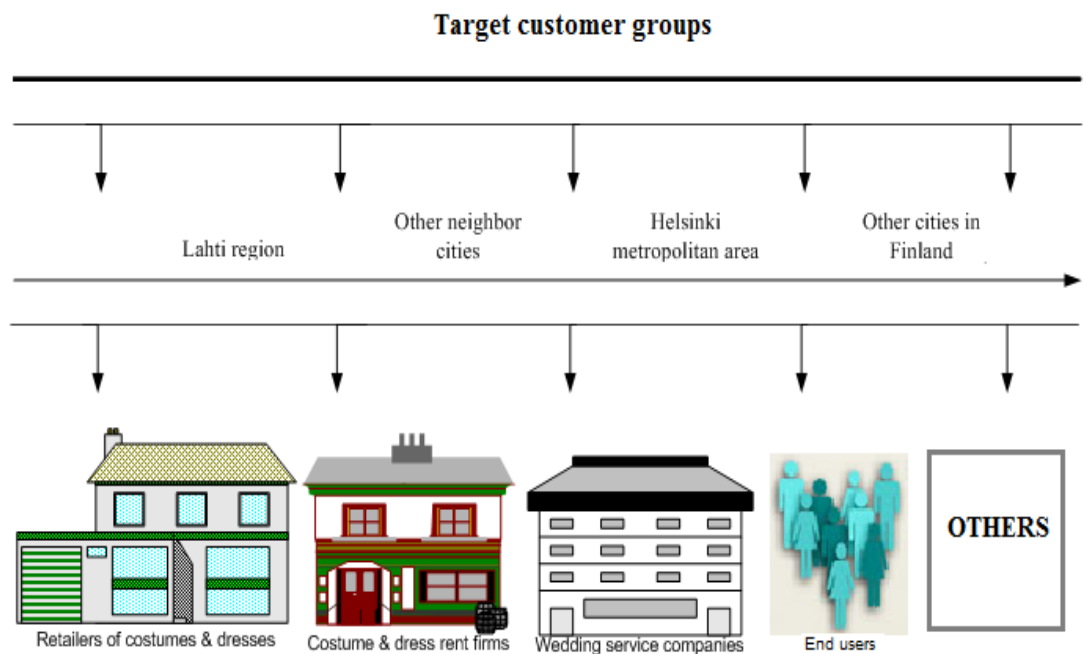 Target customer groups
Lahti region
Other neighbor
cities
Helsinki
metropolitan area
Other cities in
Finland
OTHERS
Retailers of costumes & dresses
Costume & dress rent firms
Wedding service companies
End users